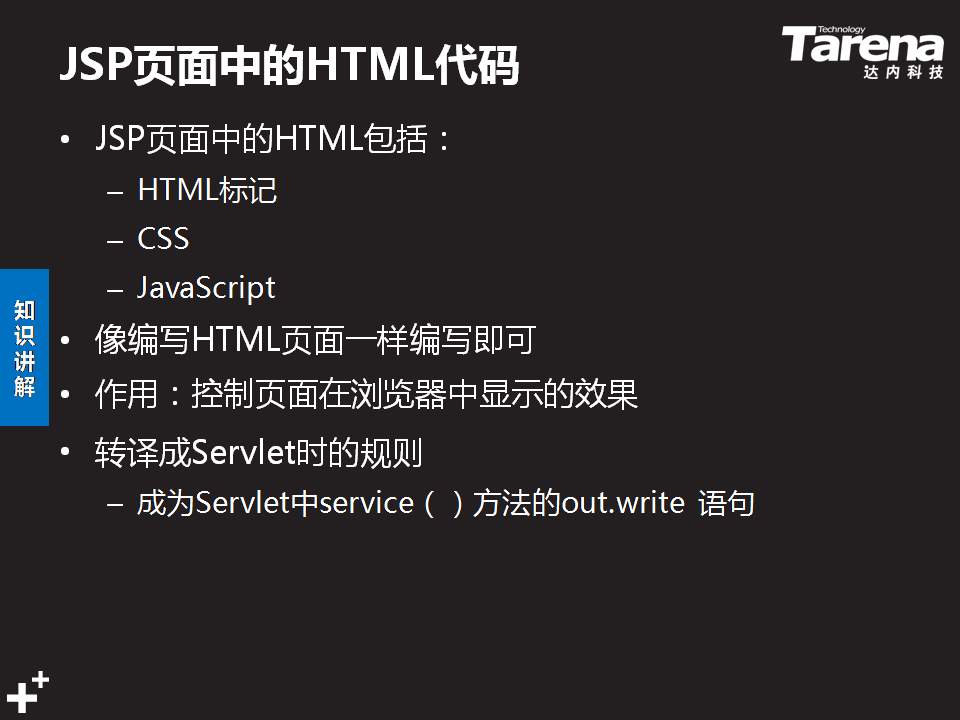 JSP页面中的HTML代码
Technology
Tarena
达内科技
• JSP页面中的HTML包括：
– HTML标记
– CSS
– JavaScript
• 像编写HTML页面一样编写即可
• 作用：控制页面在浏览器中显示的效果
• 转译成Servlet时的规则
– 成为Servlet中service（ ）方法的out.write 语句
知识讲解